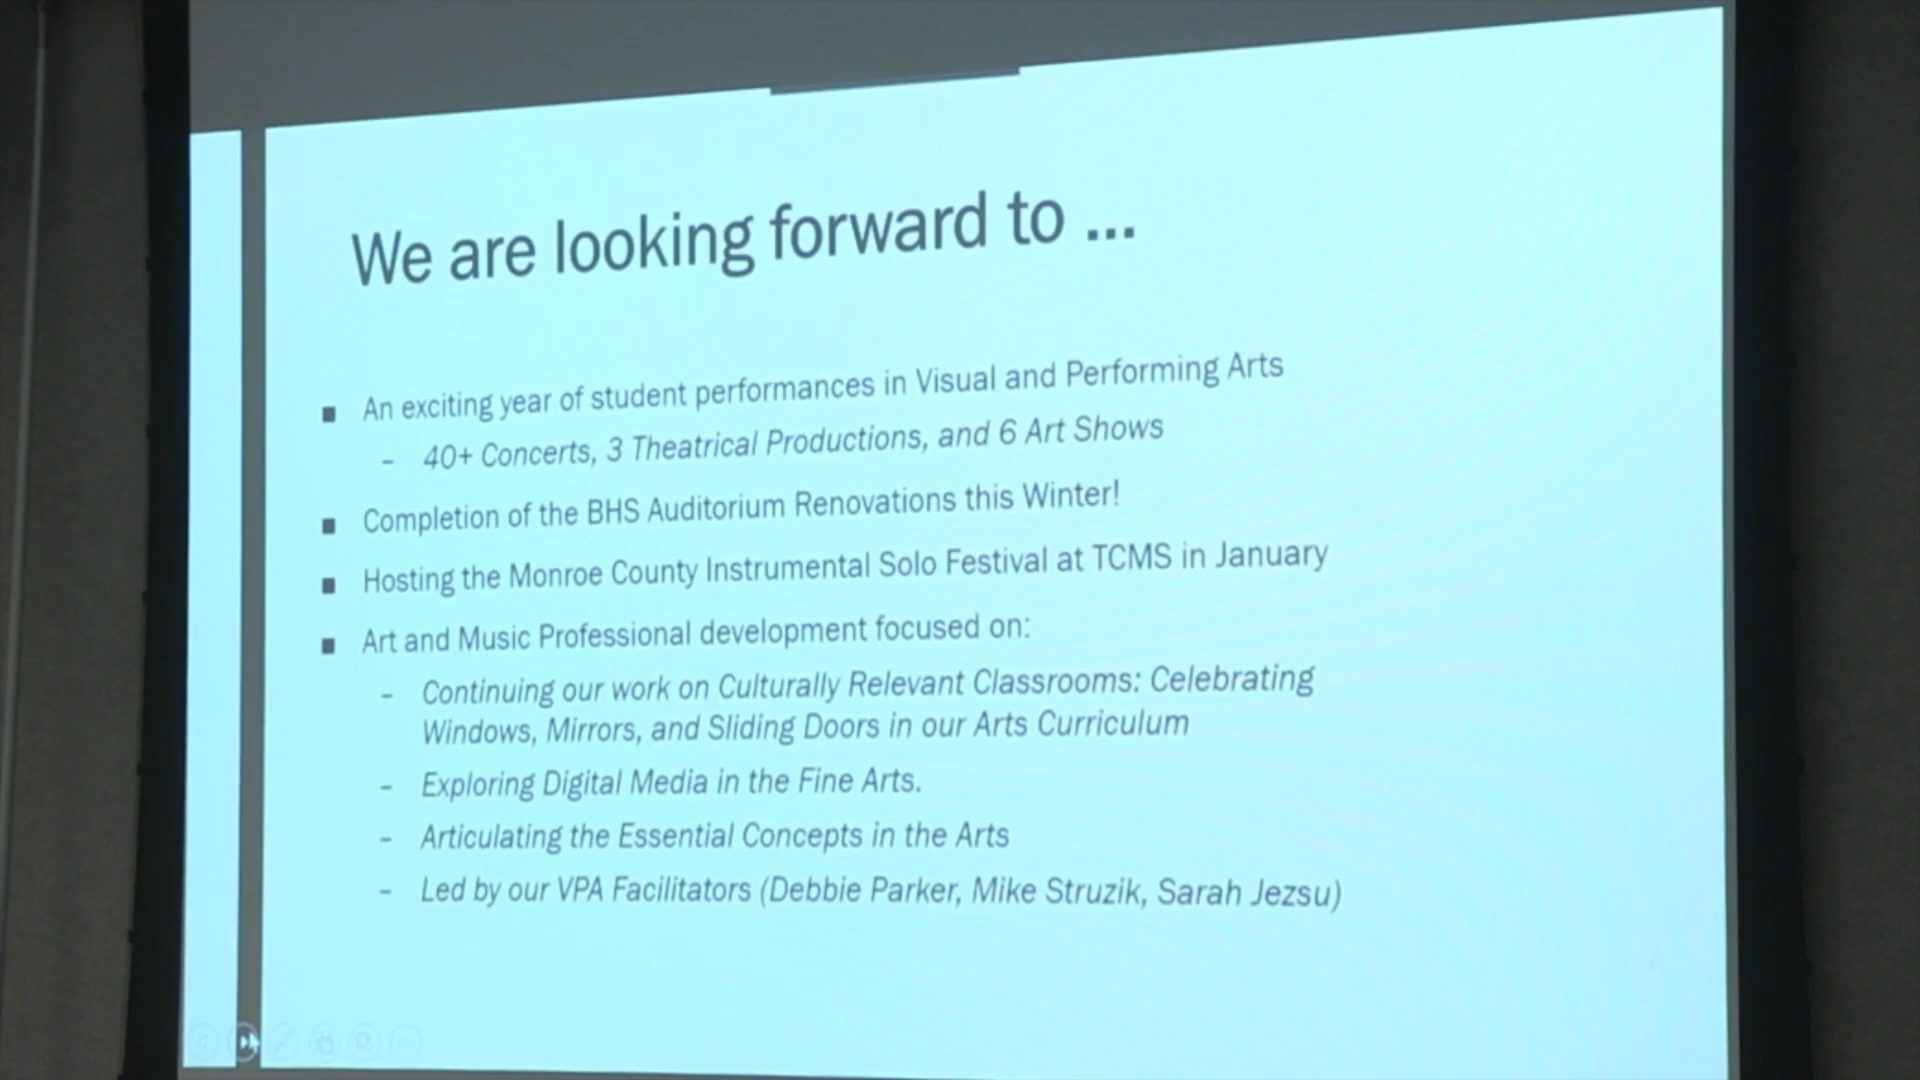 We are looking forward to ...
■ An exciting year of student performances in Visual and Performing Arts
– 40+ Concerts, 3 Theatrical Productions, and 6 Art Shows
■ Completion of the BHS Auditorium Renovations this Winter!
■ Hosting the Monroe County Instrumental Solo Festival at TCMS in January
■ Art and Music Professional development focused on:
– Continuing our work on Culturally Relevant Classrooms: Celebrating
Windows, Mirrors, and Sliding Doors in our Arts Curriculum
– Exploring Digital Media in the Fine Arts.
– Articulating the Essential Concepts in the Arts
– Led by our VPA Facilitators (Debbie Parker, Mike Struzik, Sarah Jezsu)